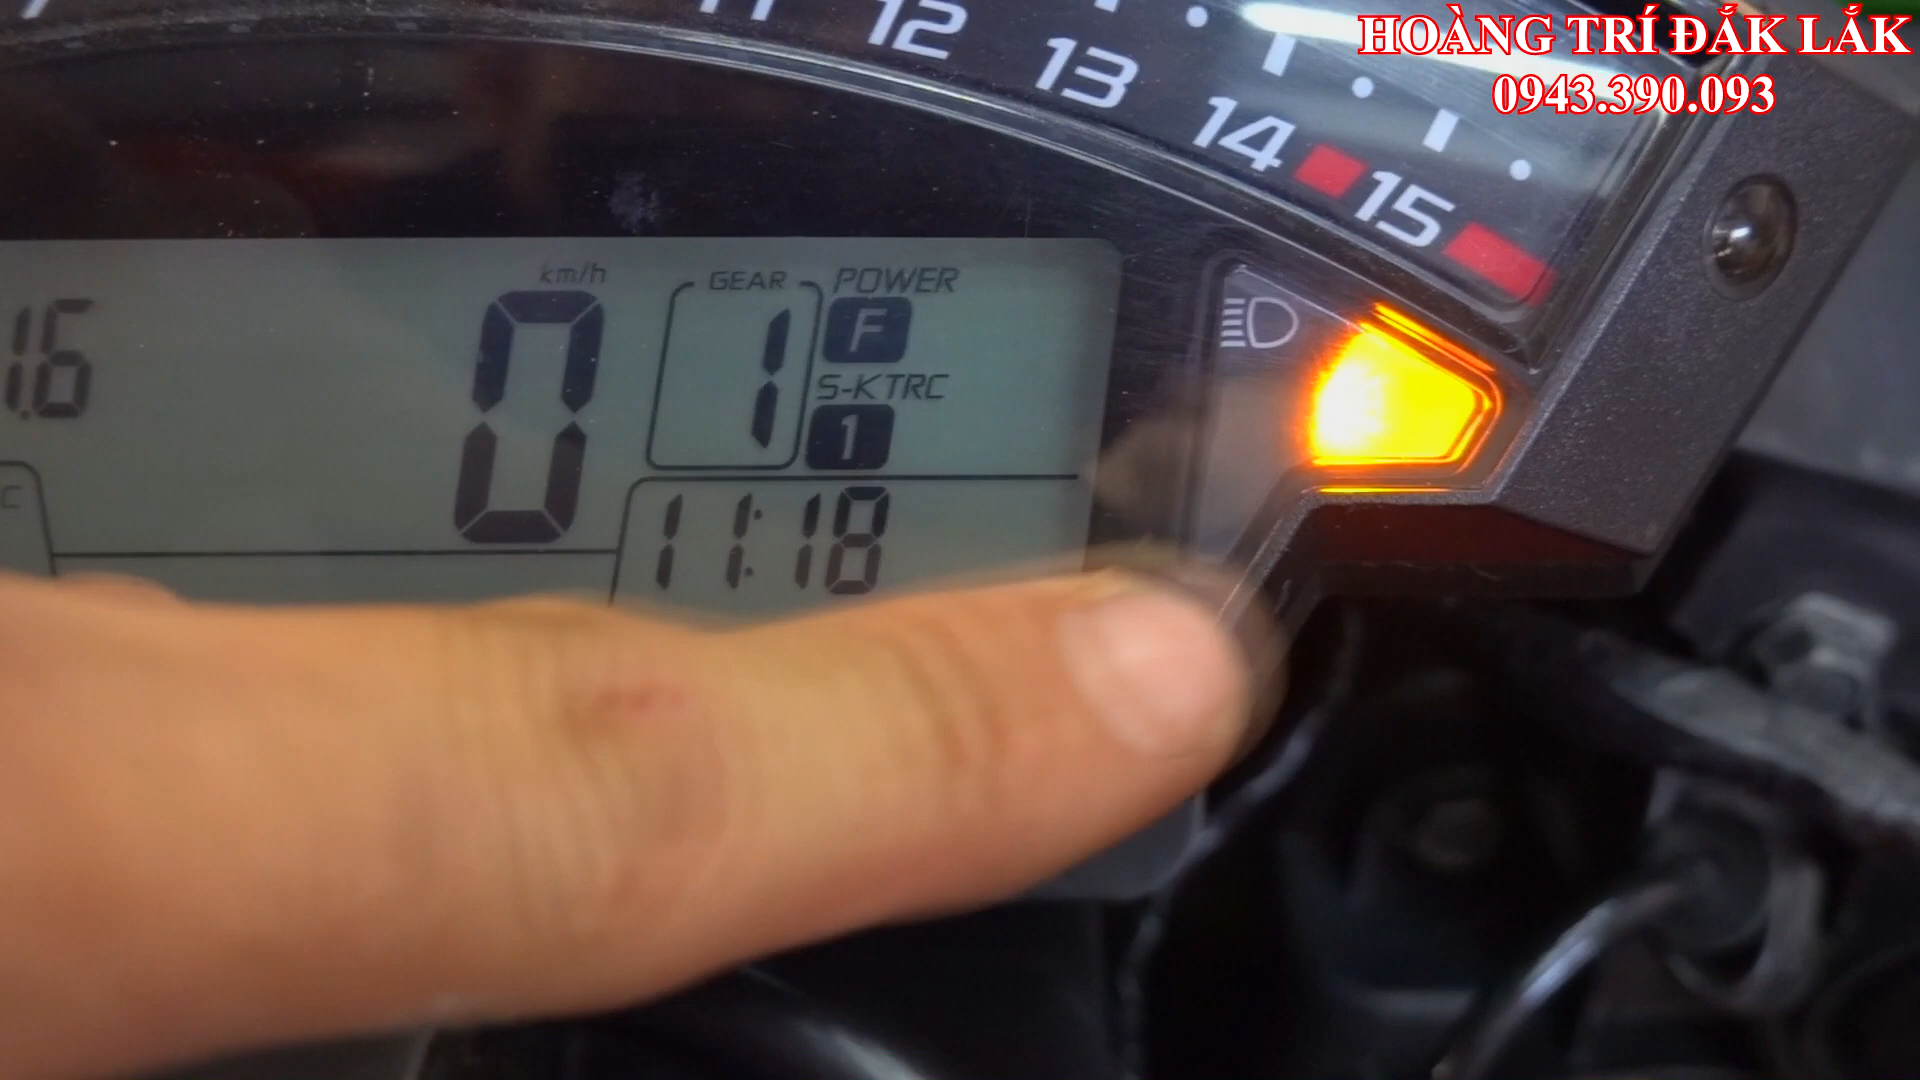 HOÀNG TRÍ ĐẮK LẮK
0943.390.093
11 12 13 14 15
km/h
GEAR
POWER
1.6
0
1
F
S-KTRC
1
C
11:18